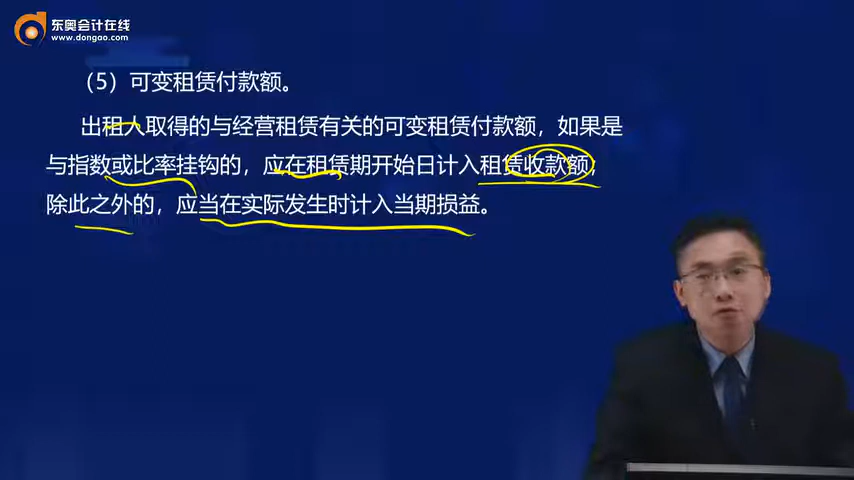 东奥会计在线
www.dongao.com
（5）可变租赁付款额。
出租人取得的与经营租赁有关的可变租赁付款额，如果是
与指数或比率挂钩的，应在租赁期开始日计入租赁收款额，
除此之外的，应当在实际发生时计入当期损益。